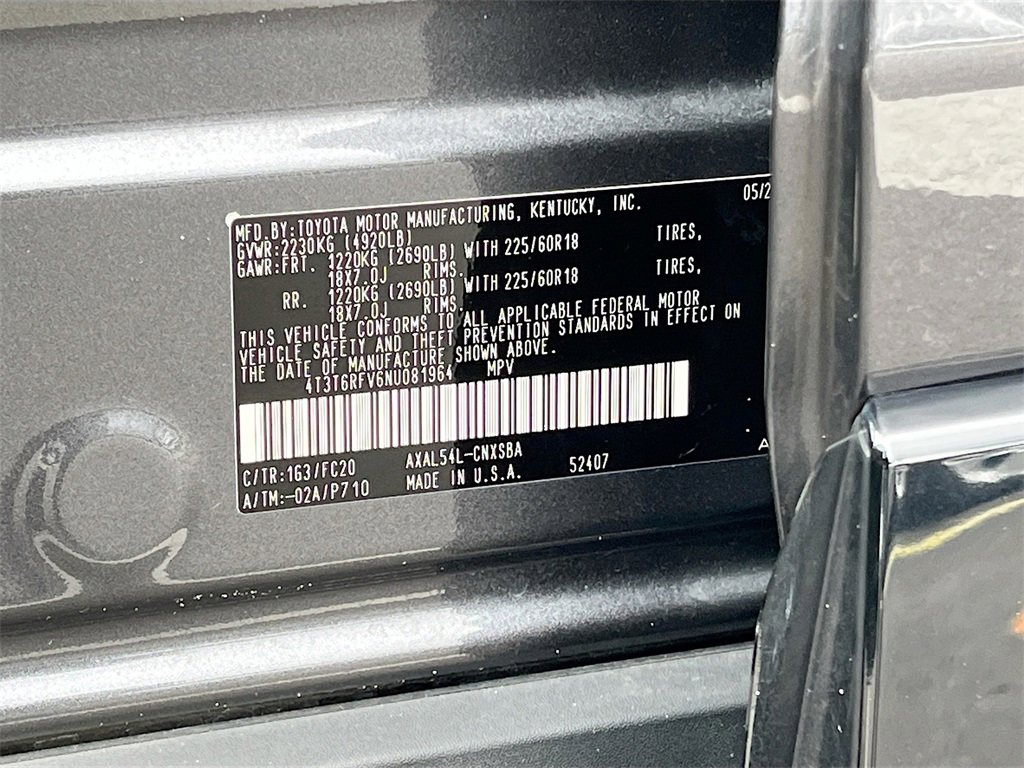 MFD.BY:TOYOTA MOTOR MANUFACTURING, KENTUCKY, INC. 05/2
GVWR:2230KG (4920LB)
GAWR:FRT. 1220KG (2690LB) WITH 225/60R18 TIRES,
18X7.0J RIMS.
RR. 1220KG (2690LB) WITH 225/60R18 TIRES,
18X7.0J RIMS.
THIS VEHICLE CONFORMS TO ALL APPLICABLE FEDERAL MOTOR
VEHICLE SAFETY AND THEFT PREVENTION STANDARDS IN EFFECT ON
THE DATE OF MANUFACTURE SHOWN ABOVE.
4T3T6RFV6NU081964 MPV
C/TR:163/FC20 AXAL54L-CNXSBA
A/TM:-02A/P710 MADE IN U.S.A. 52407 A